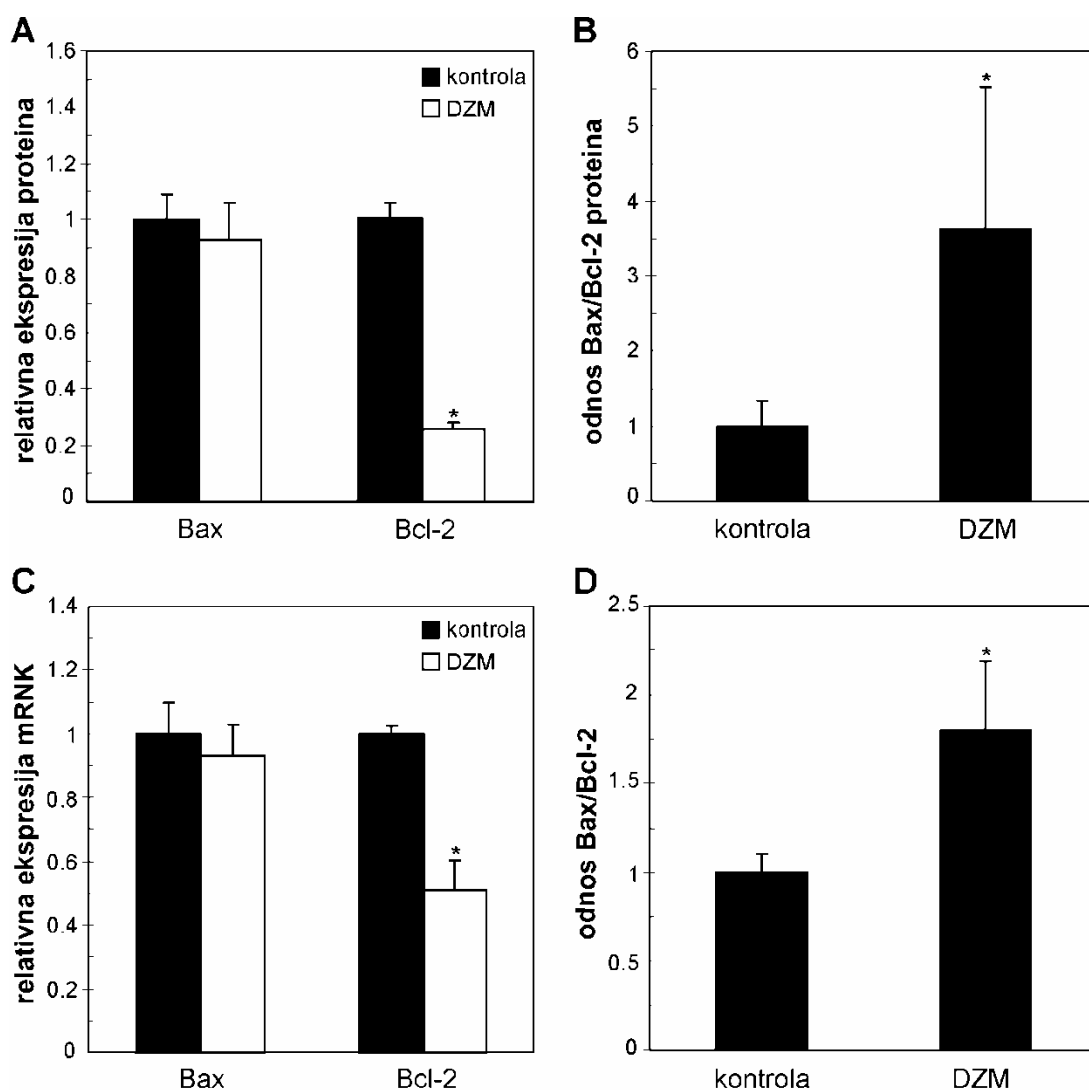 A
relativna ekspresija proteina
1.6
1.4
1.2
1
0.8
0.6
0.4
0.2
0
kontrola
DZM
*
Bax
Bcl-2
B
odnos Bax/Bcl-2 proteina
6
5
4
3
2
1
0
*
kontrola
DZM
C
relativna ekspresija mRNK
1.4
1.2
1
0.8
0.6
0.4
0.2
0
kontrola
DZM
*
Bax
Bcl-2
D
odnos Bax/Bcl-2
2.5
2
1.5
1
0.5
0
*
kontrola
DZM